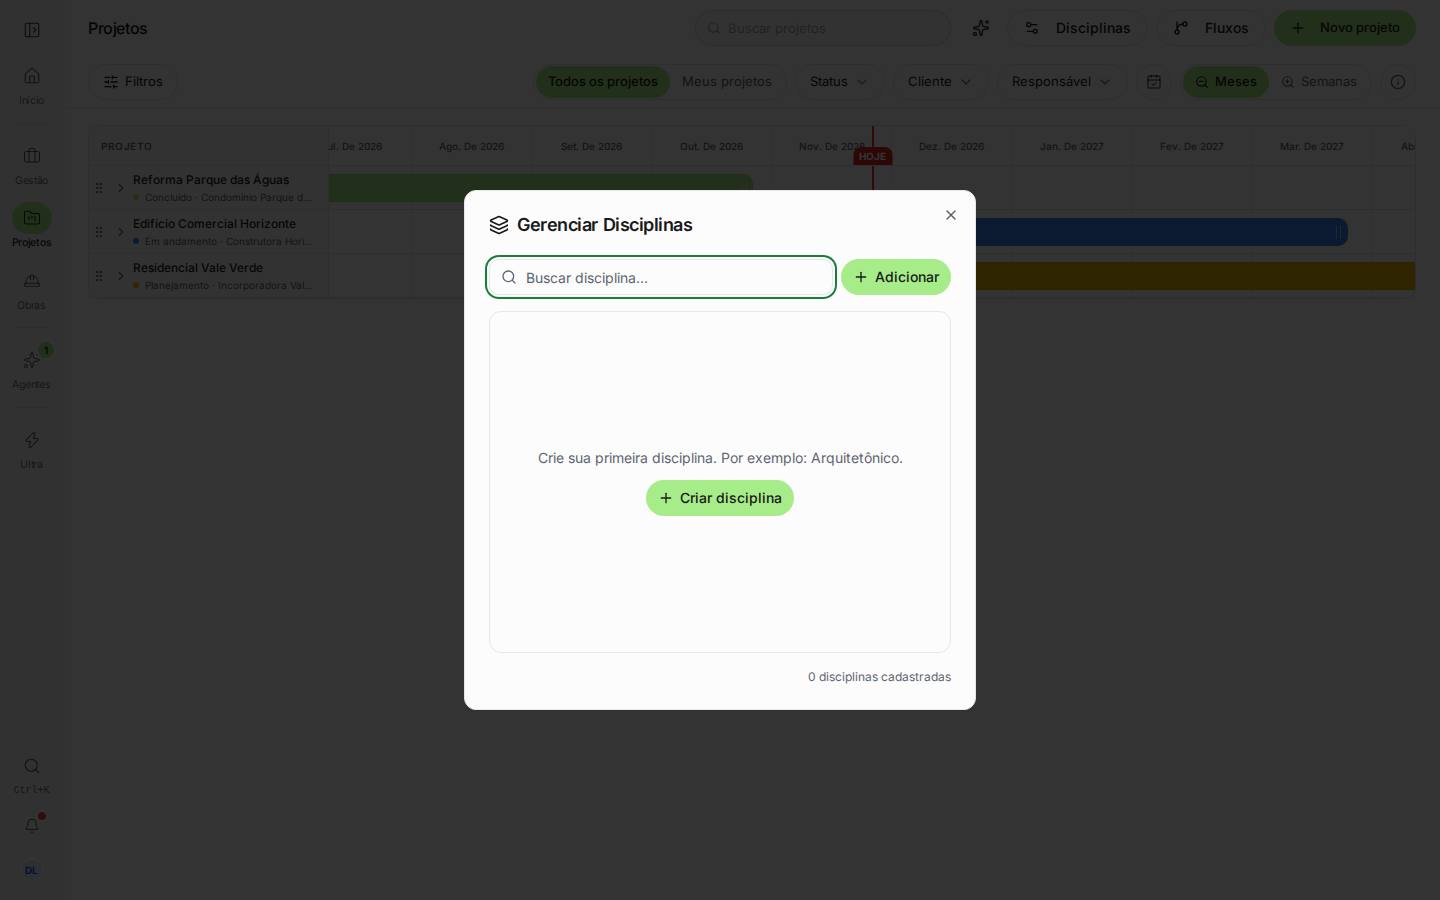 Projetos
Buscar projetos
Disciplinas
Fluxos
Novo projeto
Filtros
Todos os projetos
Meus projetos
Status
Cliente
Responsável
Meses
Semanas
Início
Gestão
Projetos
Obras
1
Agentes
Ultra
Ctrl+K
DL
PROJETO
ul. De 2026
Ago. De 2026
Set. De 2026
Out. De 2026
Nov. De 2026
Dez. De 2026
Jan. De 2027
Fev. De 2027
Mar. De 2027
Ab
HOJE
Reforma Parque das Águas
Concluído · Condomínio Parque d...
Edifício Comercial Horizonte
Em andamento · Construtora Hori...
Residencial Vale Verde
Planejamento · Incorporadora Val...
Gerenciar Disciplinas
Buscar disciplina...
Adicionar
Crie sua primeira disciplina. Por exemplo: Arquitetônico.
Criar disciplina
0 disciplinas cadastradas